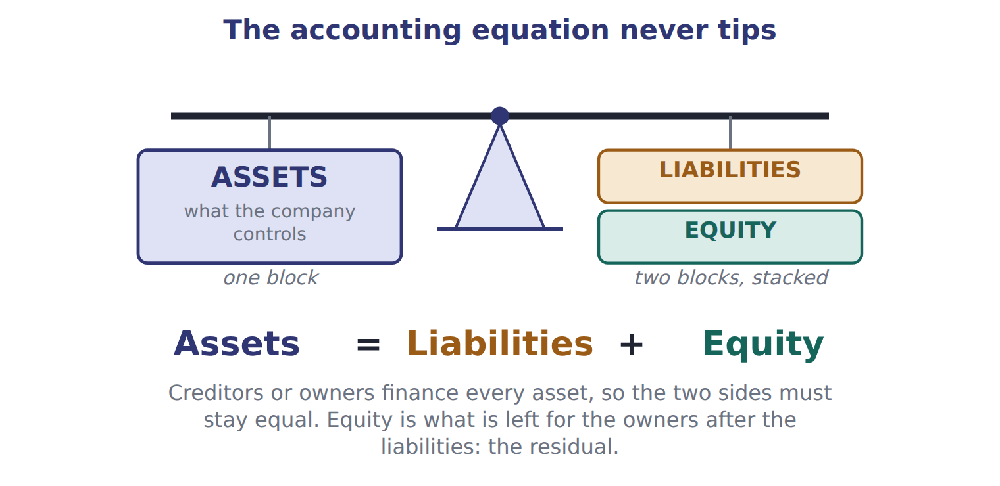 The accounting equation never tips
ASSETS
what the company
controls
one block
LIABILITIES
EQUITY
two blocks, stacked
Assets = Liabilities + Equity
Creditors or owners finance every asset, so the two sides must
stay equal. Equity is what is left for the owners after the
liabilities: the residual.